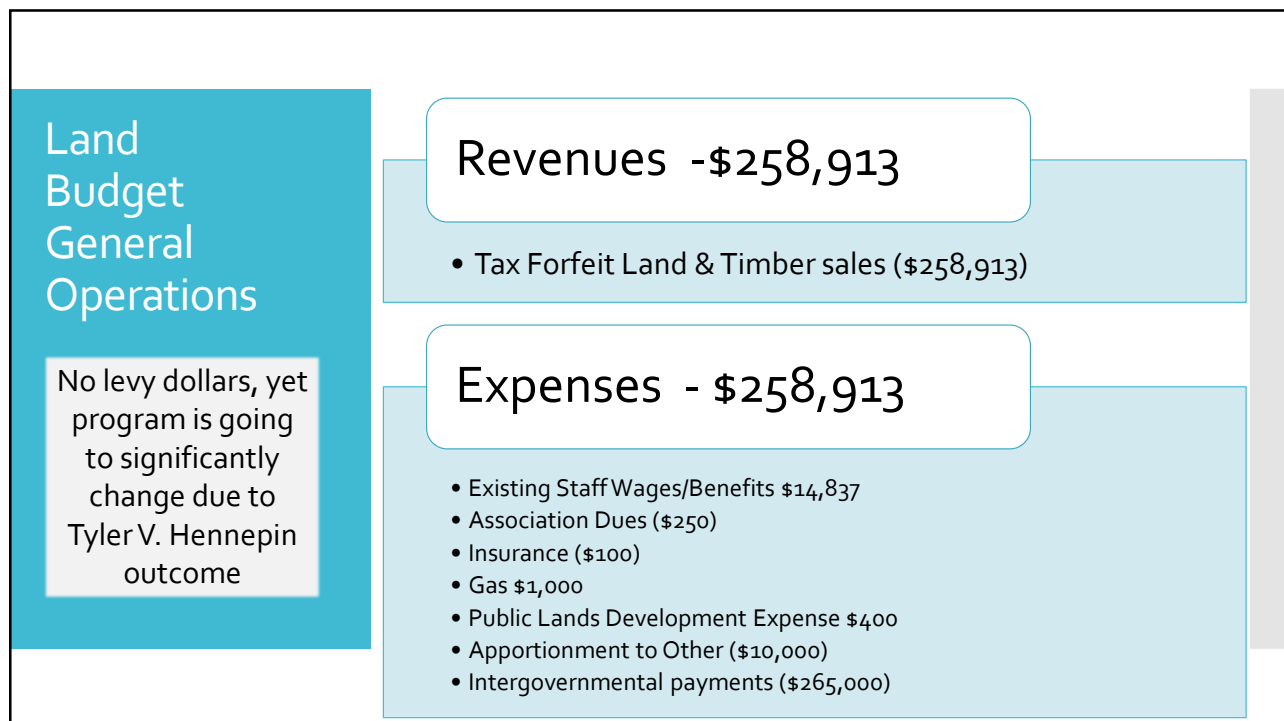 Land
Budget
General
Operations
No levy dollars, yet
program is going
to significantly
change due to
Tyler V. Hennepin
outcome
Revenues -$258,913
• Tax Forfeit Land & Timber sales ($258,913)
Expenses - $258,913
• Existing Staff Wages/Benefits $14,837
• Association Dues ($250)
• Insurance ($100)
• Gas $1,000
• Public Lands Development Expense $400
• Apportionment to Other ($10,000)
• Intergovernmental payments ($265,000)